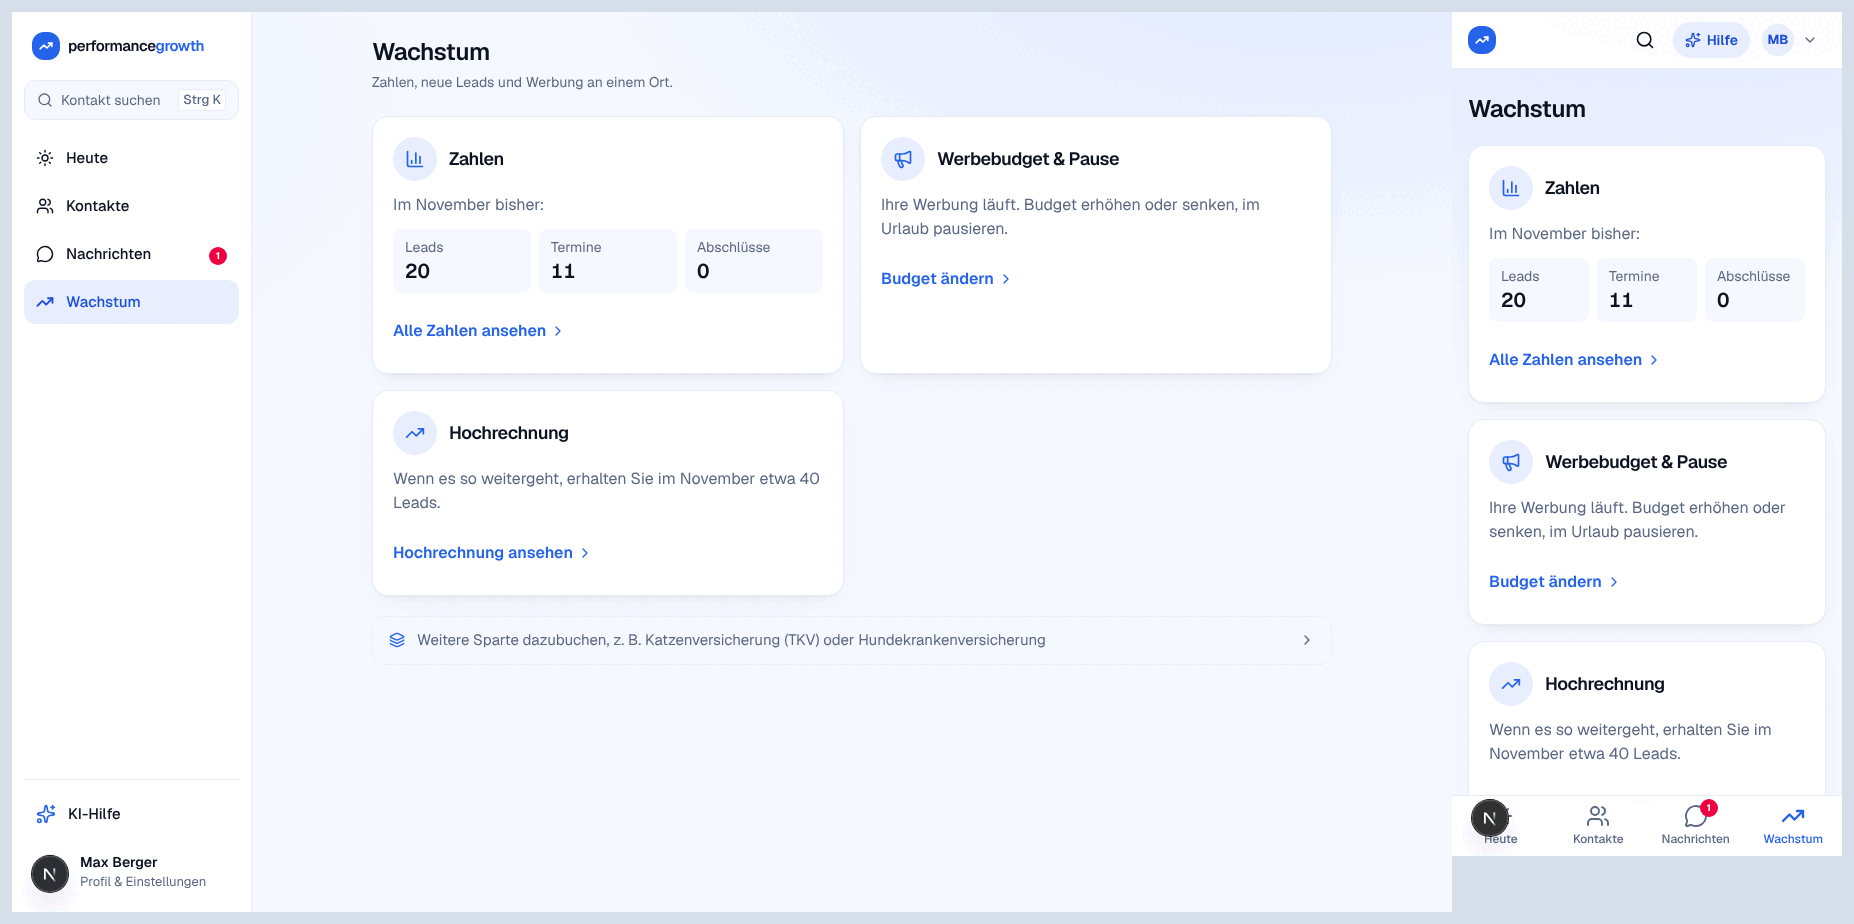 performancegrowth
Kontakt suchen Strg K
Heute
Kontakte
Nachrichten 1
Wachstum
KI-Hilfe
N
Max Berger
Profil & Einstellungen
Wachstum
Zahlen, neue Leads und Werbung an einem Ort.
Zahlen
Im November bisher:
Leads Termine Abschlüsse
20 11 0
Alle Zahlen ansehen
Werbebudget & Pause
Ihre Werbung läuft. Budget erhöhen oder senken, im
Urlaub pausieren.
Budget ändern
Hochrechnung
Wenn es so weitergeht, erhalten Sie im November etwa 40
Leads.
Hochrechnung ansehen
Weitere Sparte dazubuchen, z. B. Katzenversicherung (TKV) oder Hundekrankenversicherung
Hilfe MB
Wachstum
Zahlen
Im November bisher:
Leads Termine Abschlüsse
20 11 0
Alle Zahlen ansehen
Werbebudget & Pause
Ihre Werbung läuft. Budget erhöhen oder
senken, im Urlaub pausieren.
Budget ändern
Hochrechnung
Wenn es so weitergeht, erhalten Sie im
November etwa 40 Leads.
N 1
Heute Kontakte Nachrichten Wachstum